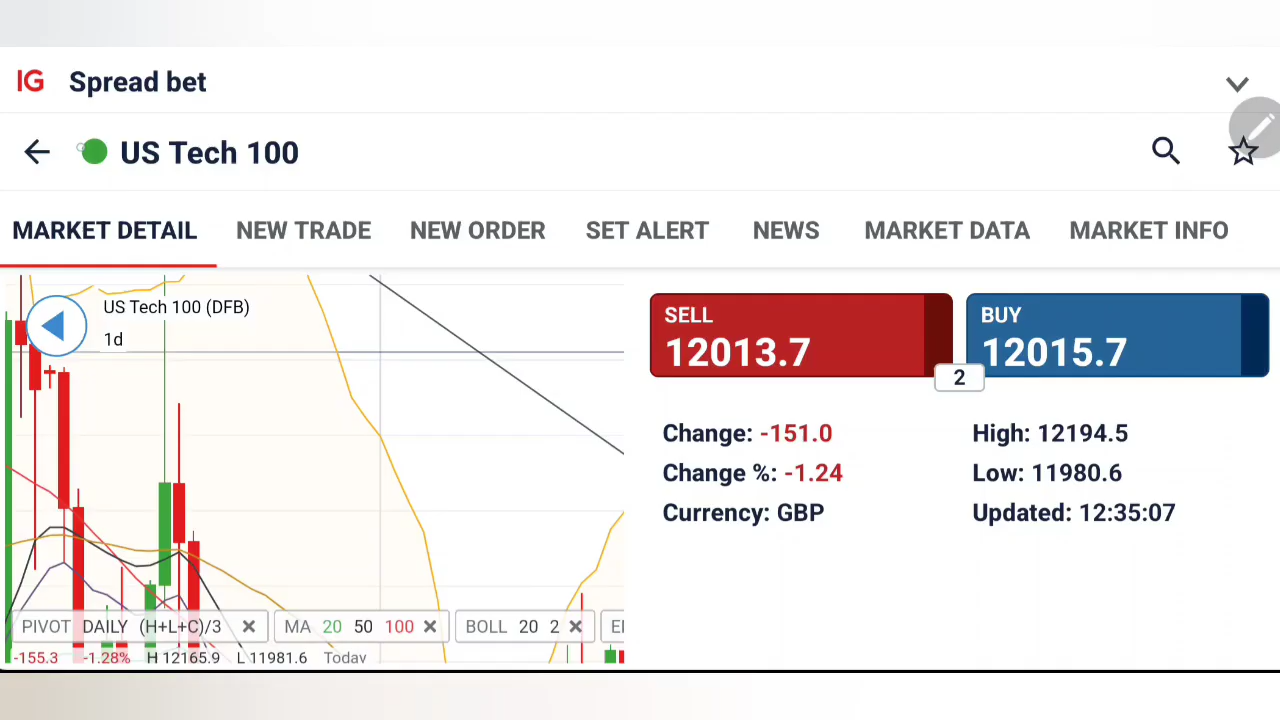 IG Spread bet
US Tech 100
MARKET DETAIL NEW TRADE NEW ORDER SET ALERT NEWS MARKET DATA MARKET INFO
US Tech 100 (DFB)
1d
SELL
12013.7
BUY
12015.7
2
Change: -151.0
High: 12194.5
Change %: -1.24
Low: 11980.6
Currency: GBP
Updated: 12:35:07
PIVOT DAILY (H+L+C)/3 MA 20 50 100 BOLL 20 2
-155.3 -1.28% H 12165.9 L 11981.6 Today